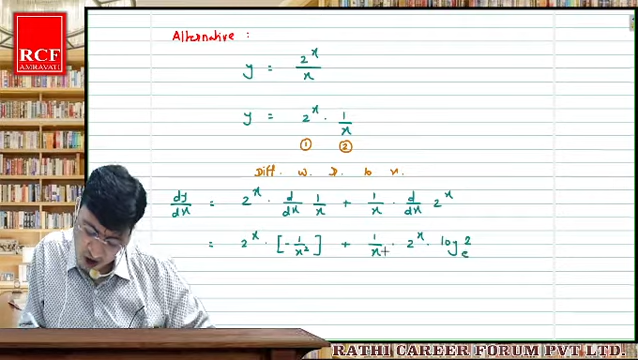 RCF
AMRAVATI
Alternative :
y = 2^x / x
y = 2^x · 1/x
① ②
Diff. w. r. to x.
dy/dx = 2^x · d/dx 1/x + 1/x · d/dx 2^x
= 2^x · [-1/x²] + 1/x · 2^x · log_e 2
RATHI CAREER FORUM PVT LTD.